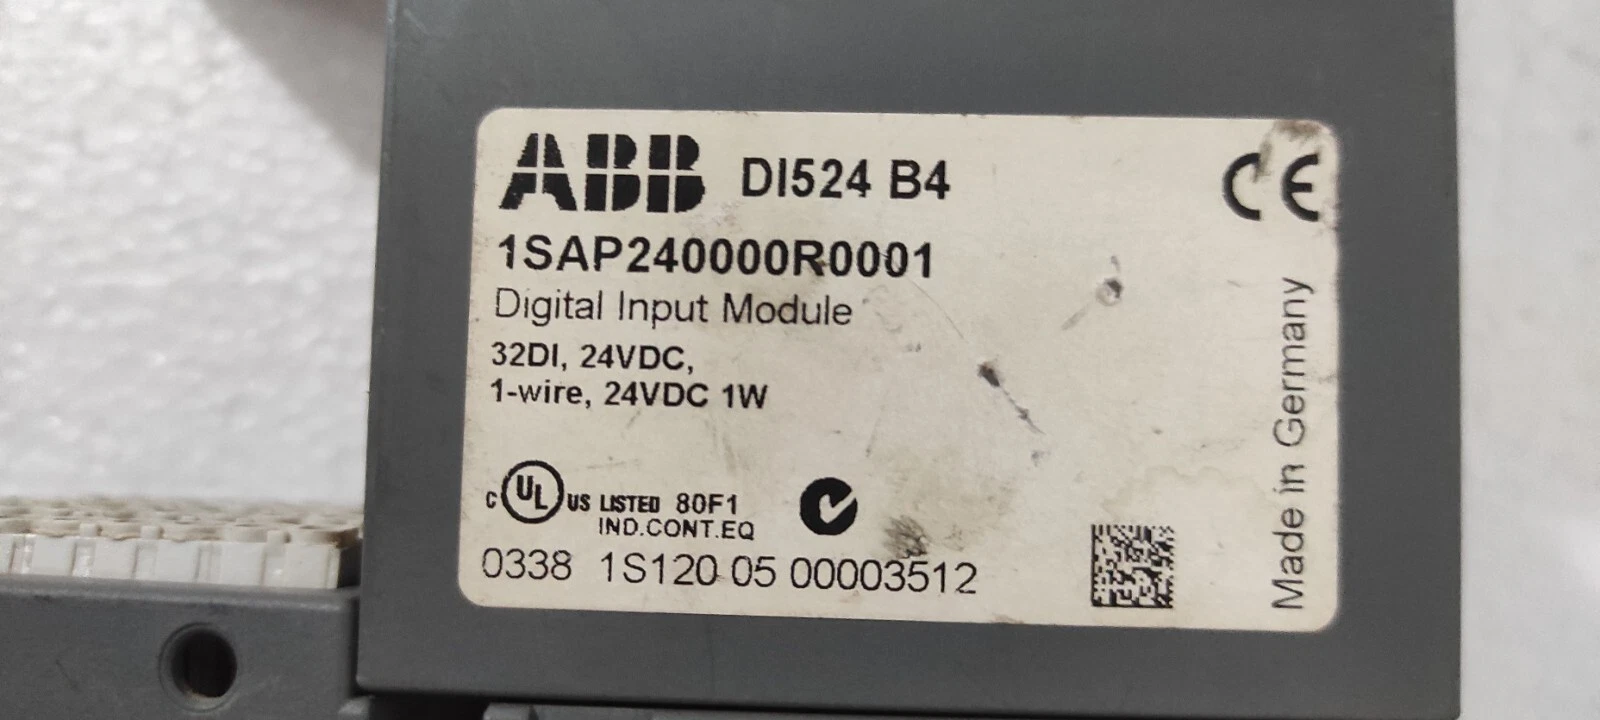 ABB DI524 B4
CE
1SAP240000R0001
Digital Input Module
32DI, 24VDC,
1-wire, 24VDC 1W
c UL US LISTED 80F1
IND.CONT.EQ
0338 1S120 05 00003512
Made in Germany